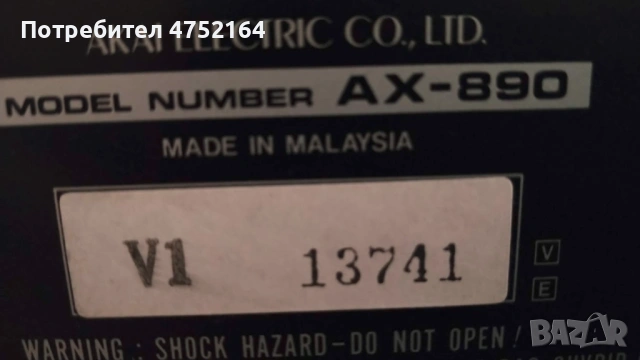 Потребител 4752164
AKAI ELECTRIC CO., LTD.
MODEL NUMBER AX-890
MADE IN MALAYSIA
V1 13741
V
E
WARNING : SHOCK HAZARD-DO NOT OPEN!
BAZAR